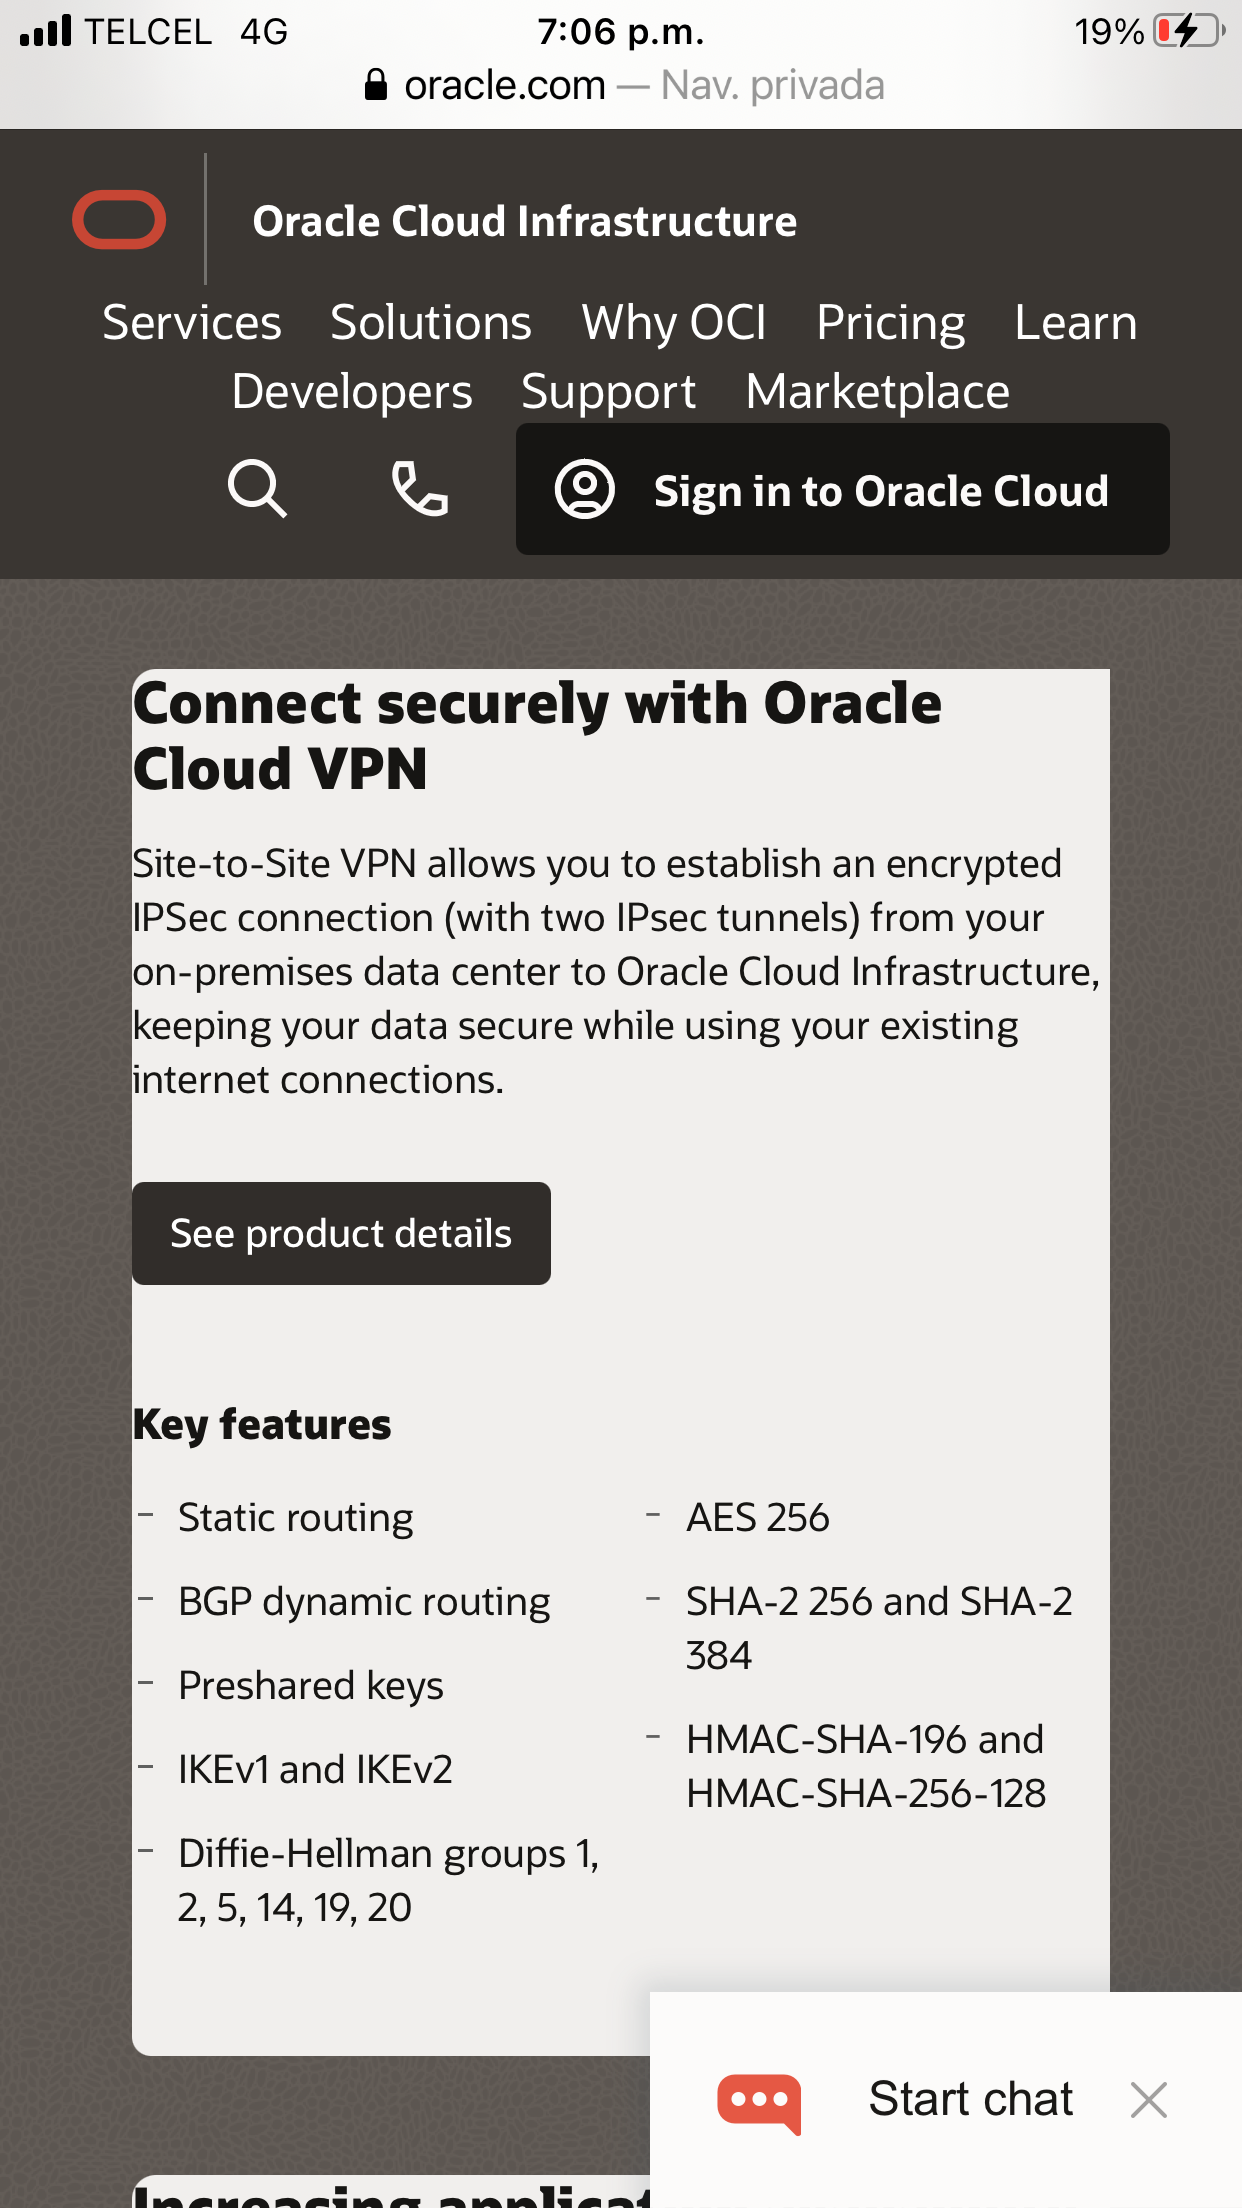 TELCEL 4G 7:06 p.m. 19%
oracle.com — Nav. privada
Oracle Cloud Infrastructure
Services Solutions Why OCI Pricing Learn
Developers Support Marketplace
Sign in to Oracle Cloud
Connect securely with Oracle
Cloud VPN
Site-to-Site VPN allows you to establish an encrypted
IPSec connection (with two IPsec tunnels) from your
on-premises data center to Oracle Cloud Infrastructure,
keeping your data secure while using your existing
internet connections.
See product details
Key features
– Static routing
– BGP dynamic routing
– Preshared keys
– IKEv1 and IKEv2
– Diffie-Hellman groups 1,
2, 5, 14, 19, 20
– AES 256
– SHA-2 256 and SHA-2
384
– HMAC-SHA-196 and
HMAC-SHA-256-128
Start chat
Increasing